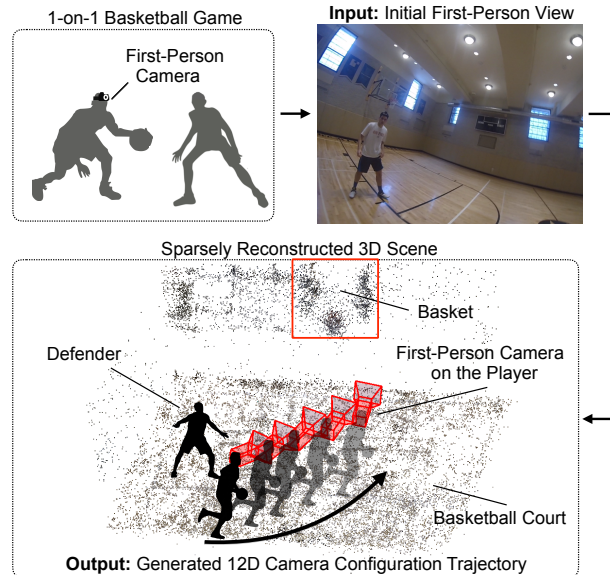 1-on-1 Basketball Game
First-Person
Camera
Input: Initial First-Person View
Sparsely Reconstructed 3D Scene
Basket
Defender
First-Person Camera
on the Player
Basketball Court
Output: Generated 12D Camera Configuration Trajectory